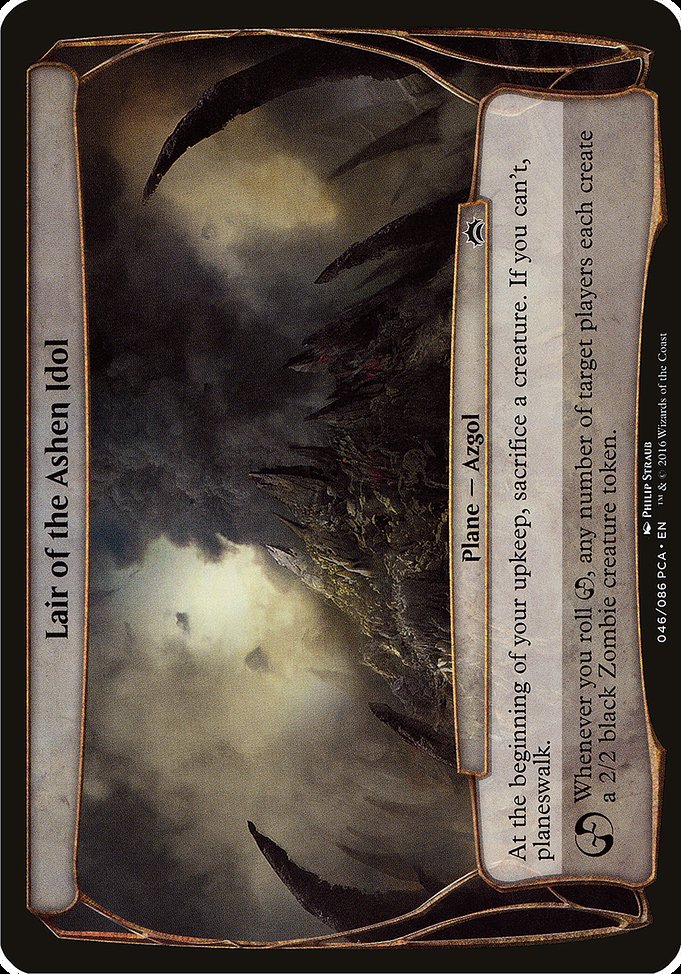 Lair of the Ashen Idol
Plane — Azgol
At the beginning of your upkeep, sacrifice a creature. If you can't,
planeswalk.
Whenever you roll , any number of target players each create
a 2/2 black Zombie creature token.
PHILIP STRAUB
046/086 PCA • EN ™ & © 2016 Wizards of the Coast